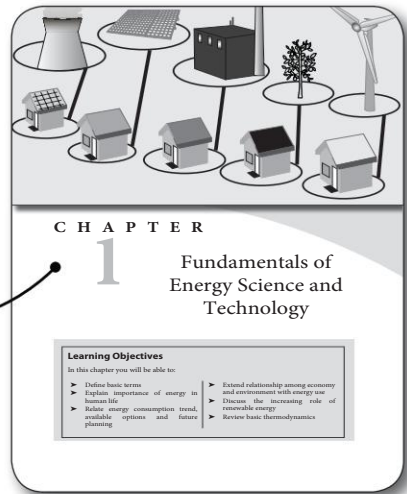 CHAPTER
1
Fundamentals of
Energy Science and
Technology
Learning Objectives
In this chapter you will be able to:
➤ Define basic terms
➤ Explain importance of energy in
human life
➤ Relate energy consumption trend,
available options and future
planning
➤ Extend relationship among economy
and environment with energy use
➤ Discuss the increasing role of
renewable energy
➤ Review basic thermodynamics